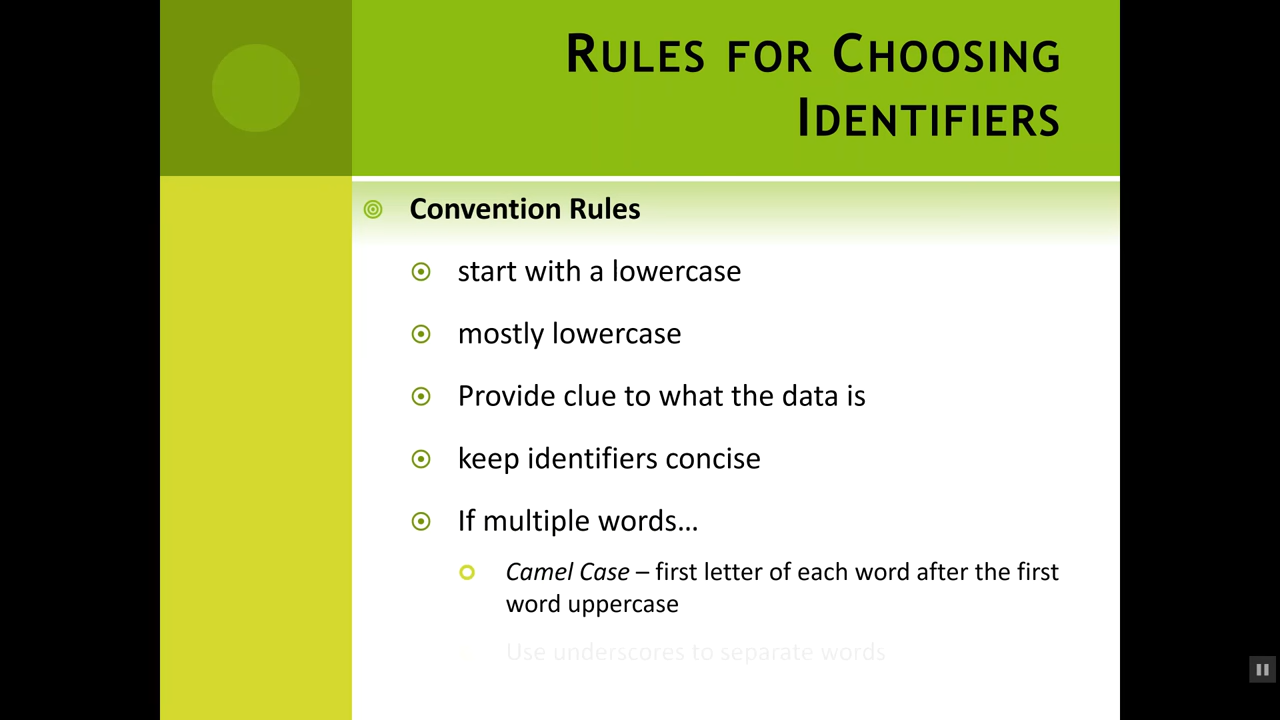 RULES FOR CHOOSING
IDENTIFIERS
Convention Rules
start with a lowercase
mostly lowercase
Provide clue to what the data is
keep identifiers concise
If multiple words…
Camel Case – first letter of each word after the first
word uppercase
Use underscores to separate words